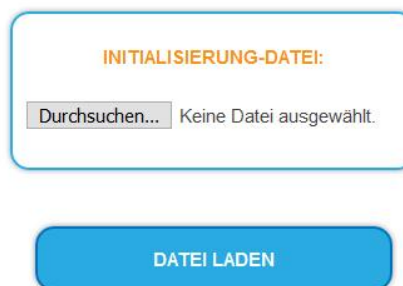 INITIALISIERUNG-DATEI:
Durchsuchen... Keine Datei ausgewählt.
DATEI LADEN